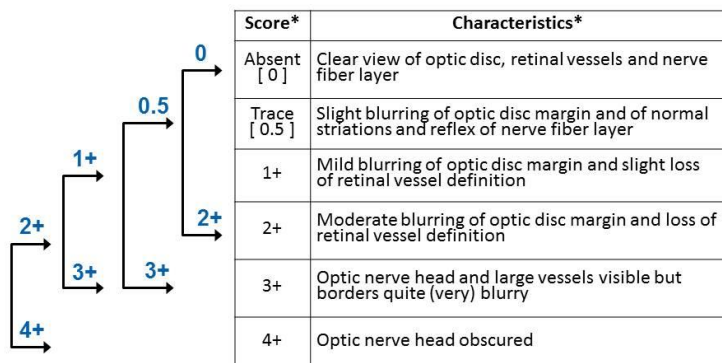 Score* Characteristics*
0
Absent Clear view of optic disc, retinal vessels and nerve
[ 0 ] fiber layer
0.5
Trace Slight blurring of optic disc margin and of normal
[ 0.5 ] striations and reflex of nerve fiber layer
1+
1+ Mild blurring of optic disc margin and slight loss
of retinal vessel definition
2+ 2+
2+ Moderate blurring of optic disc margin and loss of
retinal vessel definition
3+ 3+
3+ Optic nerve head and large vessels visible but
borders quite (very) blurry
4+
4+ Optic nerve head obscured